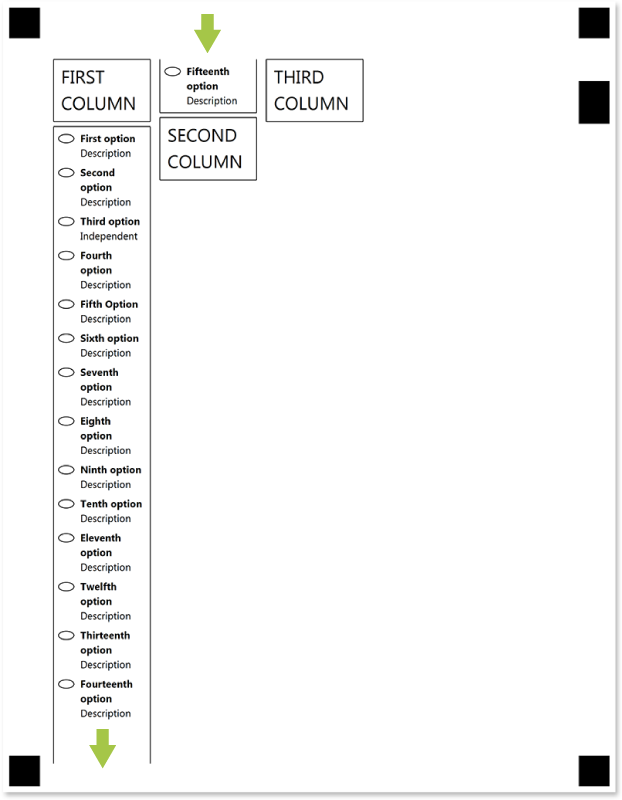 FIRST
COLUMN
First option
Description
Second
option
Description
Third option
Independent
Fourth
option
Description
Fifth Option
Description
Sixth option
Description
Seventh
option
Description
Eighth
option
Description
Ninth option
Description
Tenth option
Description
Eleventh
option
Description
Twelfth
option
Description
Thirteenth
option
Description
Fourteenth
option
Description
Fifteenth
option
Description
SECOND
COLUMN
THIRD
COLUMN